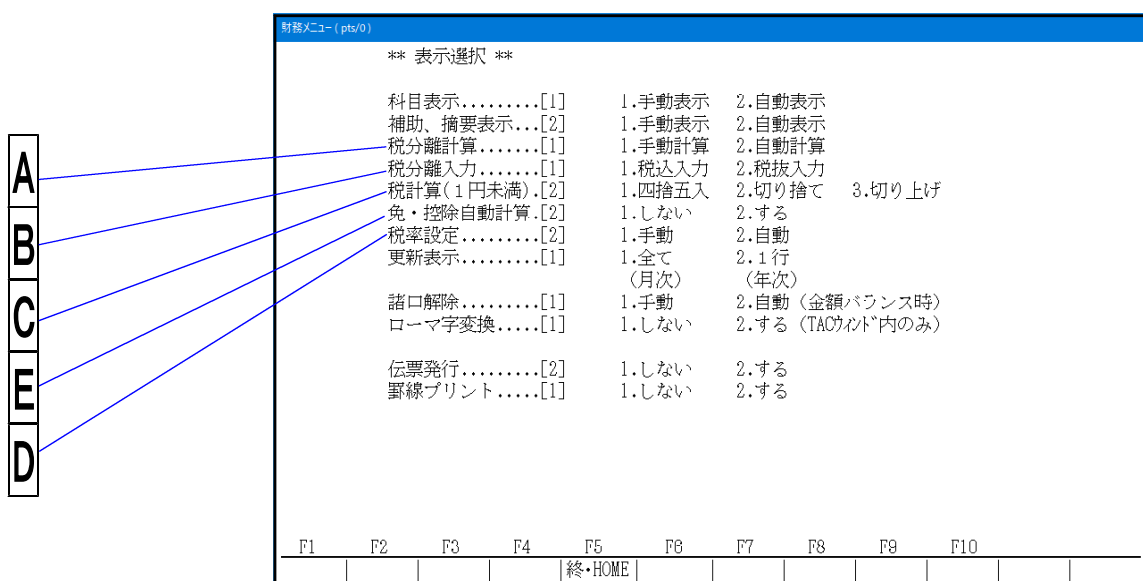 財務メニュー ( pts/0 )
** 表示選択 **
科目表示.........[1] 1.手動表示 2.自動表示
補助、摘要表示...[2] 1.手動表示 2.自動表示
税分離計算.......[1] 1.手動計算 2.自動計算
税分離入力.......[1] 1.税込入力 2.税抜入力
税計算(１円未満).[2] 1.四捨五入 2.切り捨て 3.切り上げ
免・控除自動計算.[2] 1.しない 2.する
税率設定.........[2] 1.手動 2.自動
更新表示.........[1] 1.全て 2.１行
(月次) (年次)
諸口解除.........[1] 1.手動 2.自動 (金額バランス時)
ローマ字変換.....[1] 1.しない 2.する (TACｳｨﾝﾄﾞ内のみ)
伝票発行.........[2] 1.しない 2.する
罫線プリント.....[1] 1.しない 2.する
A
B
C
E
D
F1 F2 F3 F4 F5 F6 F7 F8 F9 F10
終・HOME